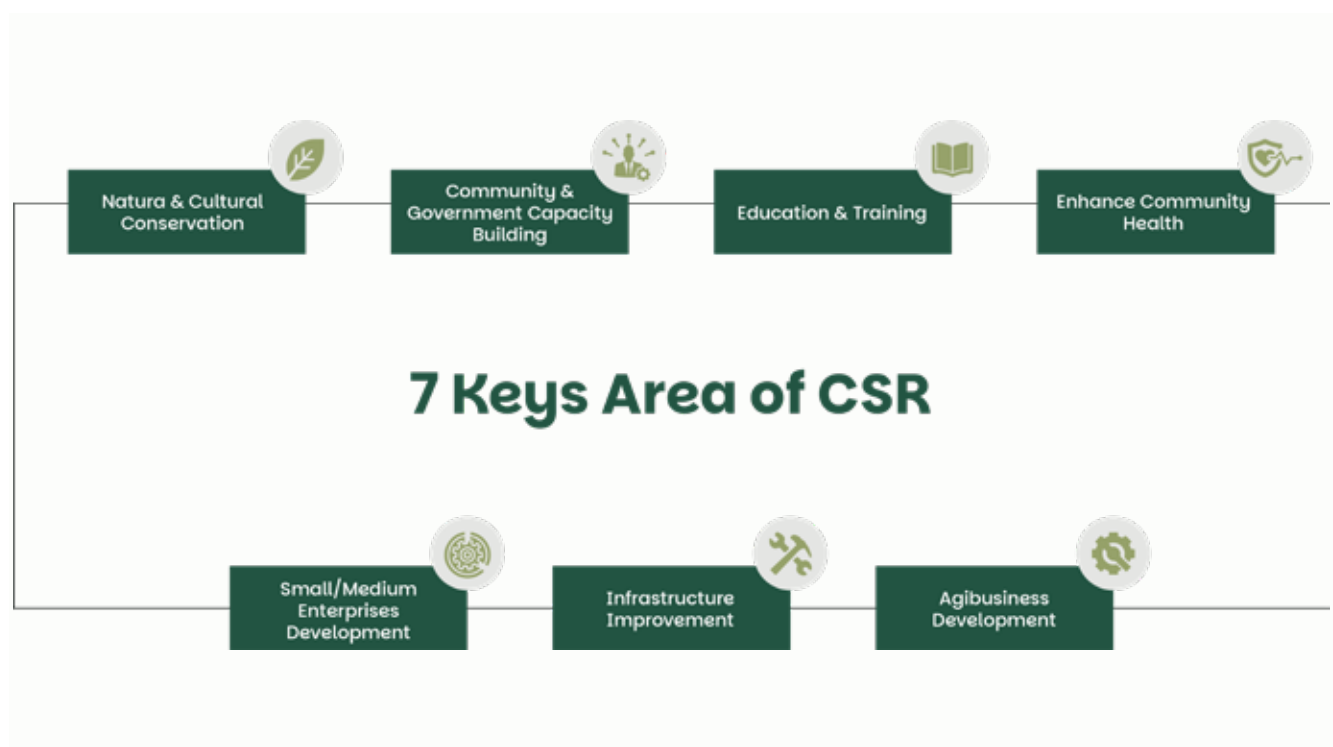 Natura & Cultural
Conservation
Community &
Government Capacity
Building
Education & Training
Enhance Community
Health
7 Keys Area of CSR
Small/Medium
Enterprises
Development
Infrastructure
Improvement
Agibusiness
Development